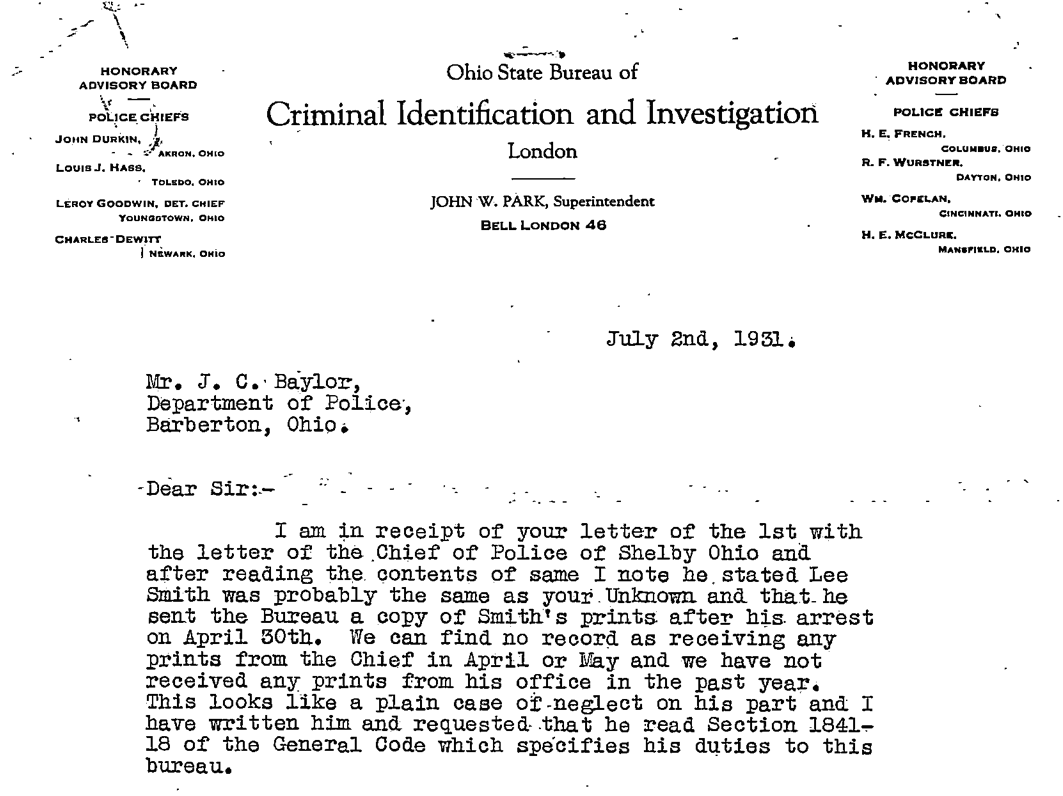 HONORARY
ADVISORY BOARD
POLICE CHIEFS
JOHN DURKIN,
AKRON, OHIO
LOUIS J. HASS,
TOLEDO, OHIO
LEROY GOODWIN, DET. CHIEF
YOUNGSTOWN, OHIO
CHARLES DEWITT
NEWARK, OHIO
Ohio State Bureau of
Criminal Identification and Investigation
London
JOHN W. PARK, Superintendent
BELL LONDON 46
HONORARY
ADVISORY BOARD
POLICE CHIEFS
H. E. FRENCH,
COLUMBUS, OHIO
R. F. WURSTNER,
DAYTON, OHIO
WM. COPELAN,
CINCINNATI, OHIO
H. E. MCCLURE,
MANSFIELD, OHIO
July 2nd, 1931.
Mr. J. C. Baylor,
Department of Police,
Barberton, Ohio.
Dear Sir:-
I am in receipt of your letter of the 1st with
the letter of the Chief of Police of Shelby Ohio and
after reading the contents of same I note he stated Lee
Smith was probably the same as your Unknown and that he
sent the Bureau a copy of Smith's prints after his arrest
on April 30th. We can find no record as receiving any
prints from the Chief in April or May and we have not
received any prints from his office in the past year.
This looks like a plain case of neglect on his part and I
have written him and requested that he read Section 1841-
18 of the General Code which specifies his duties to this
bureau.